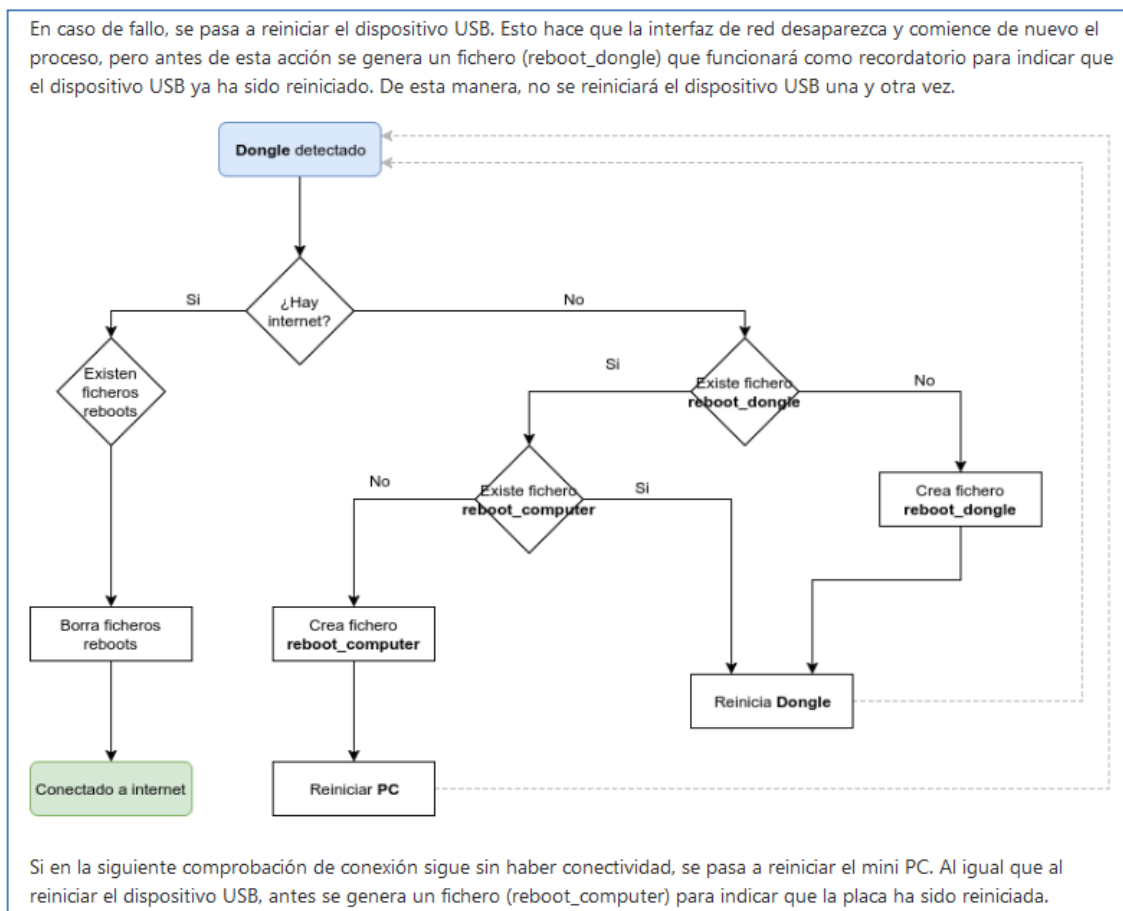 En caso de fallo, se pasa a reiniciar el dispositivo USB. Esto hace que la interfaz de red desaparezca y comience de nuevo el
proceso, pero antes de esta acción se genera un fichero (reboot_dongle) que funcionará como recordatorio para indicar que
el dispositivo USB ya ha sido reiniciado. De esta manera, no se reiniciará el dispositivo USB una y otra vez.
Dongle detectado
¿Hay
internet?
Si
No
Existen
ficheros
reboots
Existe fichero
reboot_dongle
Si
No
Existe fichero
reboot_computer
No
Si
Crea fichero
reboot_dongle
Borra ficheros
reboots
Crea fichero
reboot_computer
Reinicia Dongle
Conectado a internet
Reiniciar PC
Si en la siguiente comprobación de conexión sigue sin haber conectividad, se pasa a reiniciar el mini PC. Al igual que al
reiniciar el dispositivo USB, antes se genera un fichero (reboot_computer) para indicar que la placa ha sido reiniciada.